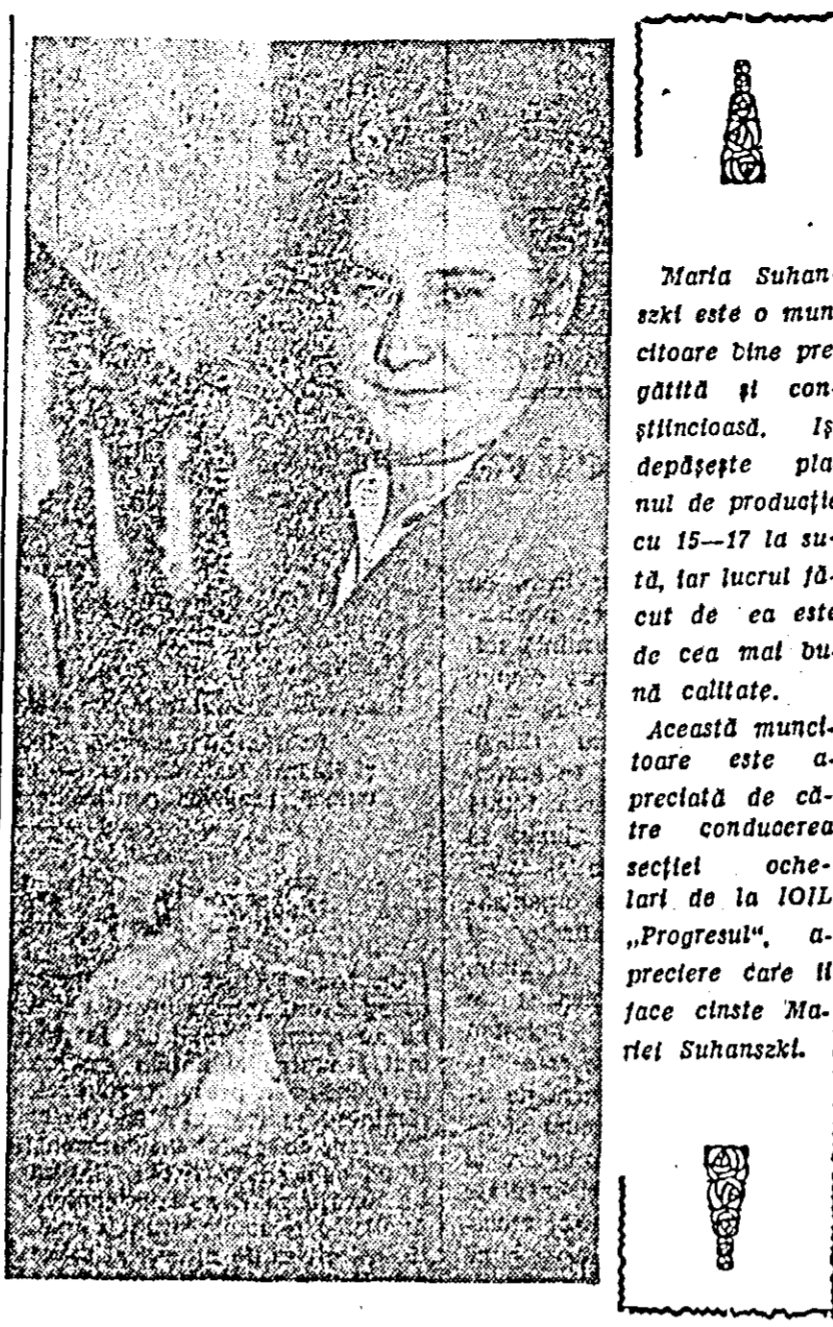 Maria Suhan-
szki este o mun
citoare bine pre
gătită și con-
știincioasă. Iș
depășește pla
nul de producție
cu 15—17 la su-
tă, iar lucrul fă-
cut de ea este
de cea mai bu-
nă calitate.
Această munci-
toare este a-
preciată de că-
tre conducerea
secției oche-
lari de la IOIL
„Progresul“, a-
preciere care îi
face cinste Ma-
riei Suhanszki.